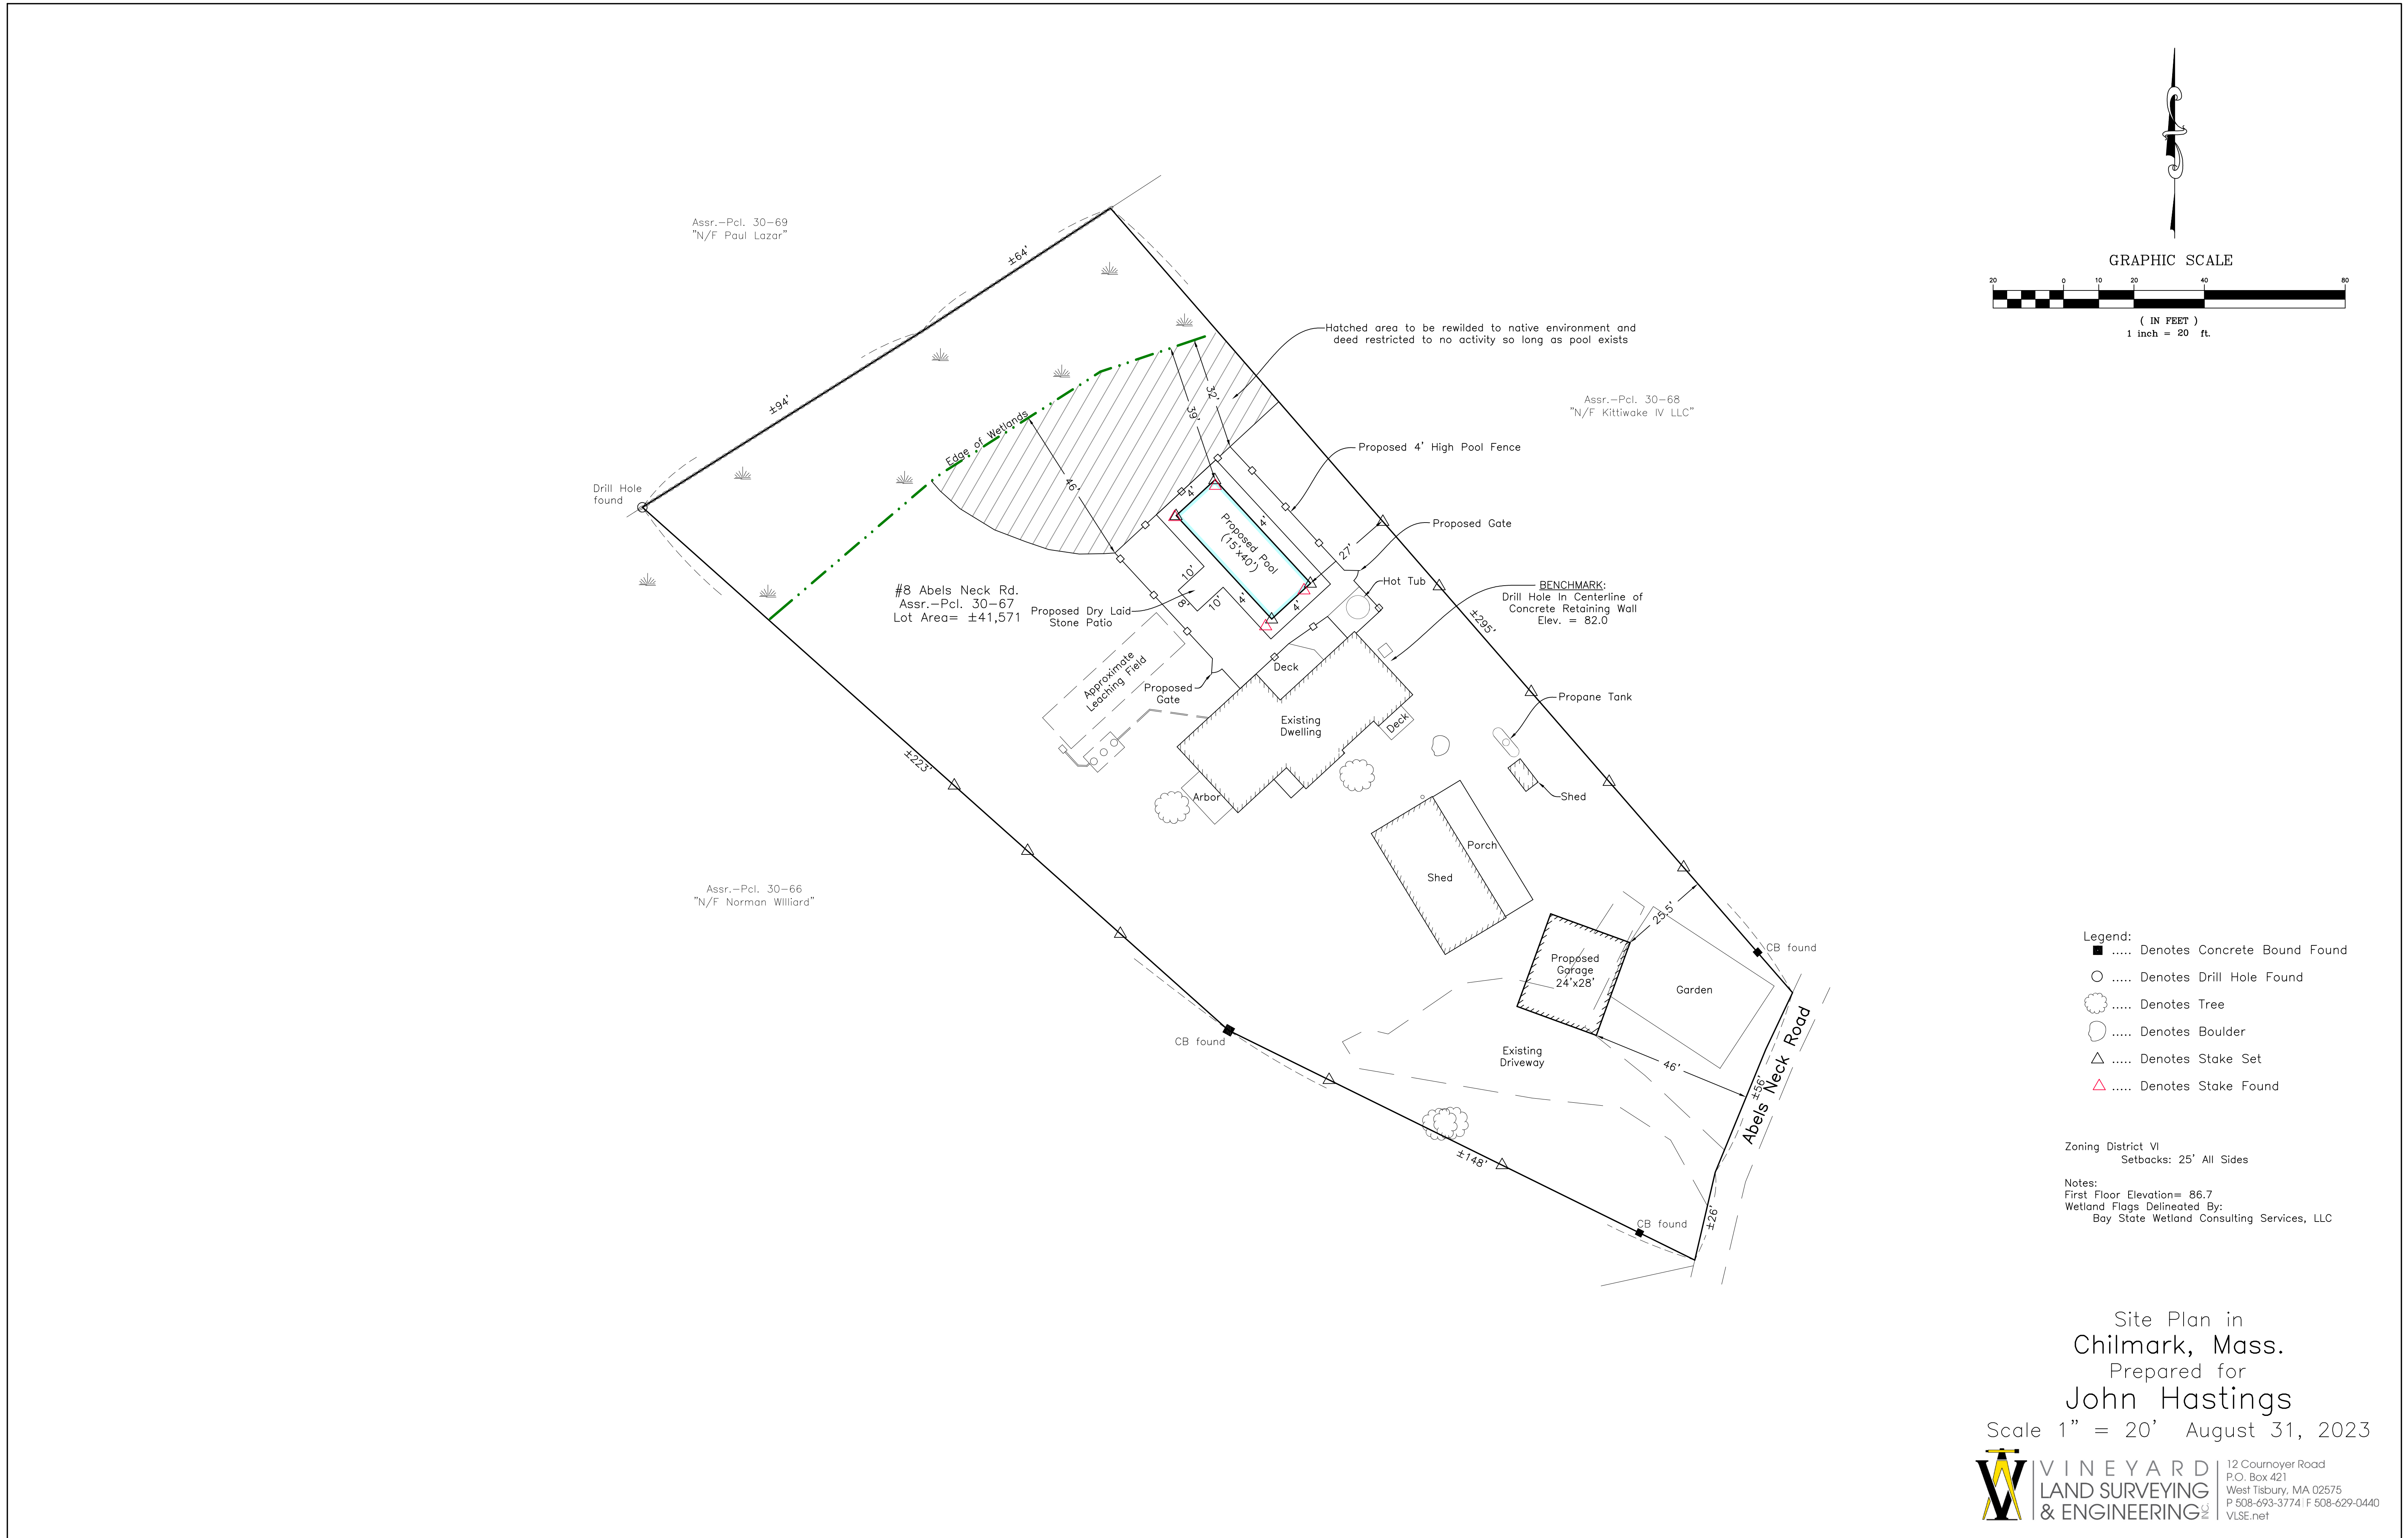 Assr.-Pcl. 30-69
"N/F Paul Lazar"
±64'
±94'
Drill Hole
found
Edge of Wetlands
Hatched area to be rewilded to native environment and
deed restricted to no activity so long as pool exists
32'
39'
46'
Assr.-Pcl. 30-68
"N/F Kittiwake IV LLC"
Proposed 4' High Pool Fence
Proposed Gate
4'
4'
Proposed Pool
(15'x40')
27'
Hot Tub
BENCHMARK:
Drill Hole In Centerline of
Concrete Retaining Wall
Elev. = 82.0
#8 Abels Neck Rd.
Assr.-Pcl. 30-67
Lot Area= ±41,571
Proposed Dry Laid
Stone Patio
10'
8'
10'
4'
4'
±295'
Approximate
Leaching Field
Proposed
Gate
Deck
Existing
Dwelling
Deck
Propane Tank
Shed
Arbor
±223'
Porch
Shed
Assr.-Pcl. 30-66
"N/F Norman WIlliard"
25.5'
CB found
Proposed
Garage
24'x28'
Garden
CB found
Existing
Driveway
46'
±56'
Abels Neck Road
±148'
CB found
±26'
GRAPHIC SCALE
20 0 10 20 40 80
( IN FEET )
1 inch = 20 ft.
Legend:
..... Denotes Concrete Bound Found
..... Denotes Drill Hole Found
..... Denotes Tree
..... Denotes Boulder
..... Denotes Stake Set
..... Denotes Stake Found
Zoning District VI
Setbacks: 25' All Sides
Notes:
First Floor Elevation= 86.7
Wetland Flags Delineated By:
Bay State Wetland Consulting Services, LLC
Site Plan in
Chilmark, Mass.
Prepared for
John Hastings
Scale 1" = 20' August 31, 2023
VINEYARD
LAND SURVEYING
& ENGINEERING INC.
12 Cournoyer Road
P.O. Box 421
West Tisbury, MA 02575
P 508-693-3774 | F 508-629-0440
VLSE.net